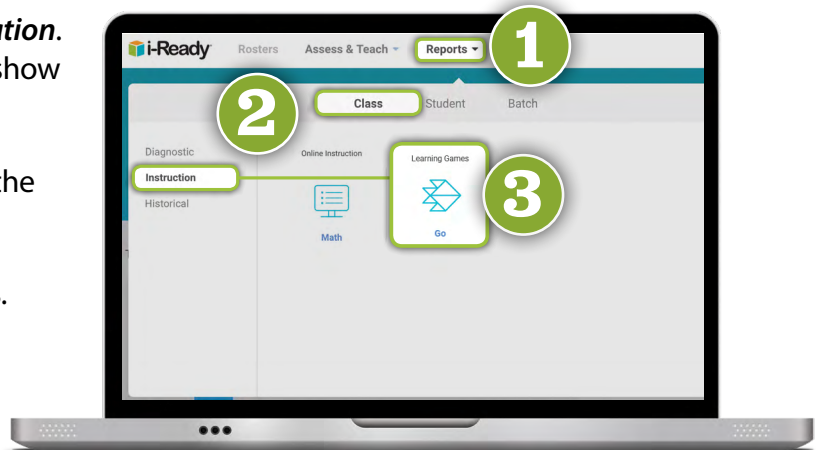 ution.
show
the
.
i-Ready Rosters Assess & Teach Reports
1
2
Class Student Batch
Diagnostic
Instruction
Historical
Online Instruction
Math
Learning Games
Go
3